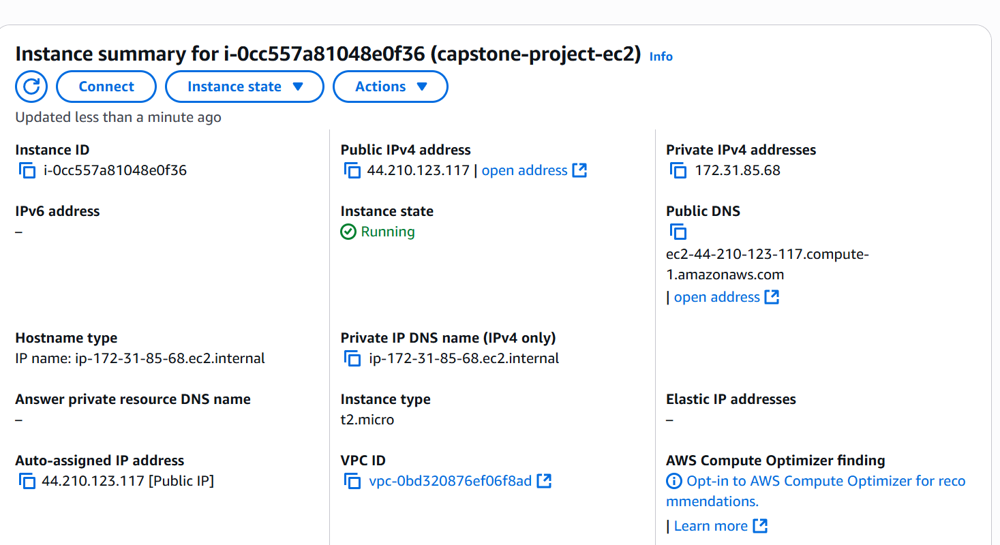 Instance summary for i-0cc557a81048e0f36 (capstone-project-ec2) Info
Connect Instance state Actions
Updated less than a minute ago
Instance ID
i-0cc557a81048e0f36
Public IPv4 address
44.210.123.117 | open address
Private IPv4 addresses
172.31.85.68
IPv6 address
–
Instance state
Running
Public DNS
ec2-44-210-123-117.compute-
1.amazonaws.com
| open address
Hostname type
IP name: ip-172-31-85-68.ec2.internal
Private IP DNS name (IPv4 only)
ip-172-31-85-68.ec2.internal
Answer private resource DNS name
–
Instance type
t2.micro
Elastic IP addresses
–
Auto-assigned IP address
44.210.123.117 [Public IP]
VPC ID
vpc-0bd320876ef06f8ad
AWS Compute Optimizer finding
Opt-in to AWS Compute Optimizer for reco
mmendations.
| Learn more